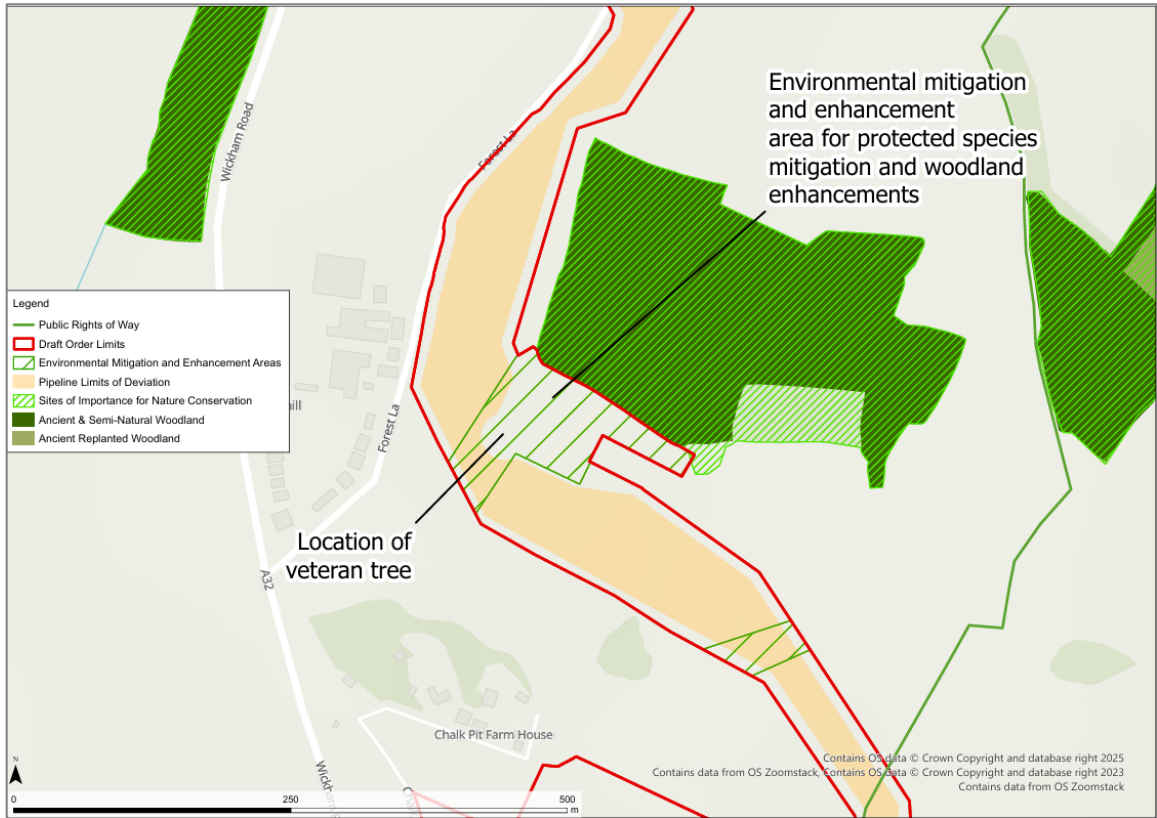 Environmental mitigation
and enhancement
area for protected species
mitigation and woodland
enhancements
Wickham Road
Forest La
Legend
Public Rights of Way
Draft Order Limits
Environmental Mitigation and Enhancement Areas
Pipeline Limits of Deviation
Sites of Importance for Nature Conservation
Ancient & Semi-Natural Woodland
Ancient Replanted Woodland
Forest La
Location of
veteran tree
A32
Chalk Pit Farm House
Contains OS data © Crown Copyright and database right 2025
Contains data from OS Zoomstack, Contains OS data © Crown Copyright and database right 2023
Contains data from OS Zoomstack
N
0 250 500
m